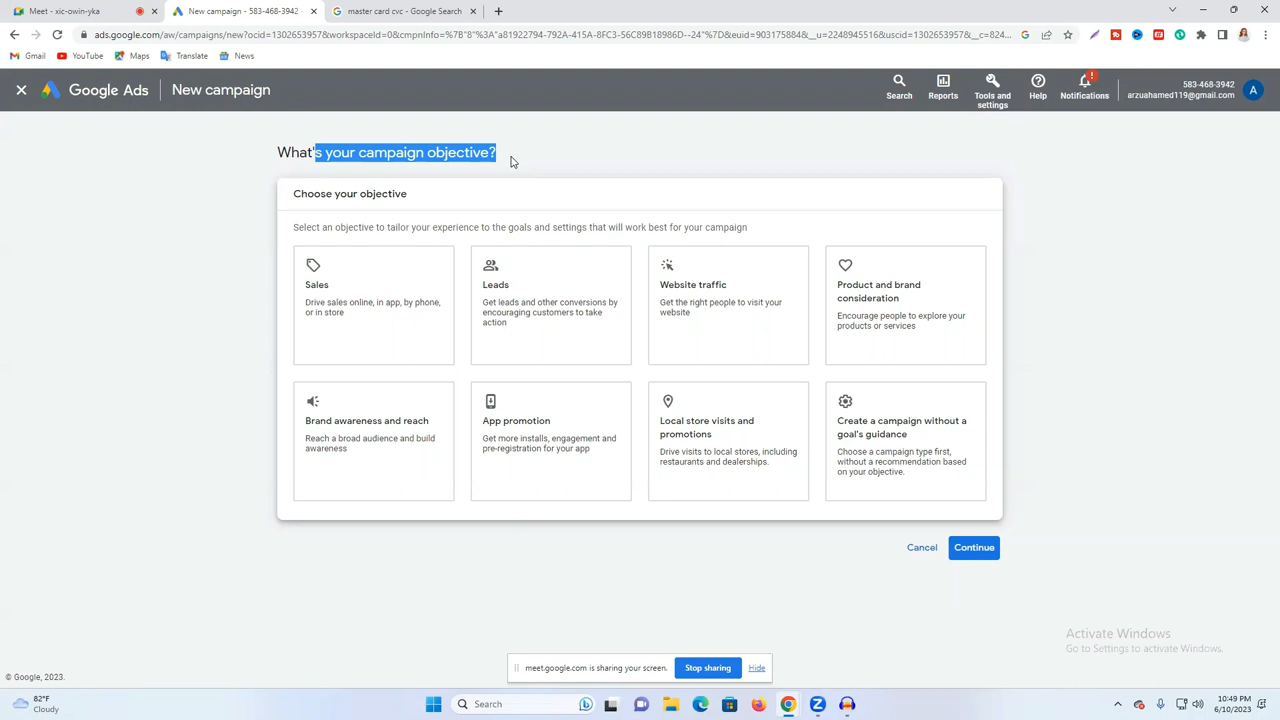 Meet - xic-owin-yka
New campaign - 583-468-3942 -
master card cvc - Google Search
ads.google.com/aw/campaigns/new?ocid=1302653957&workspaceId=0&cmpnInfo=%7B"8"%3A"a81922794-792A-415A-8FC3-56C89B18986D--24"%7D&euid=903175884&__u=2248945516&uscid=1302653957&__c=824...
Gmail
YouTube
Maps
Translate
News
Google Ads
New campaign
Search
Reports
Tools and
settings
Help
Notifications
583-468-3942
arzuahamed119@gmail.com
A
What's your campaign objective?
Choose your objective
Select an objective to tailor your experience to the goals and settings that will work best for your campaign
Sales
Drive sales online, in app, by phone,
or in store
Leads
Get leads and other conversions by
encouraging customers to take
action
Website traffic
Get the right people to visit your
website
Product and brand
consideration
Encourage people to explore your
products or services
Brand awareness and reach
Reach a broad audience and build
awareness
App promotion
Get more installs, engagement and
pre-registration for your app
Local store visits and
promotions
Drive visits to local stores, including
restaurants and dealerships.
Create a campaign without a
goal's guidance
Choose a campaign type first,
without a recommendation based
on your objective.
Cancel
Continue
Activate Windows
Go to Settings to activate Windows.
meet.google.com is sharing your screen.
Stop sharing
Hide
© Google, 2023.
82°F
Cloudy
Search
10:49 PM
6/10/2023